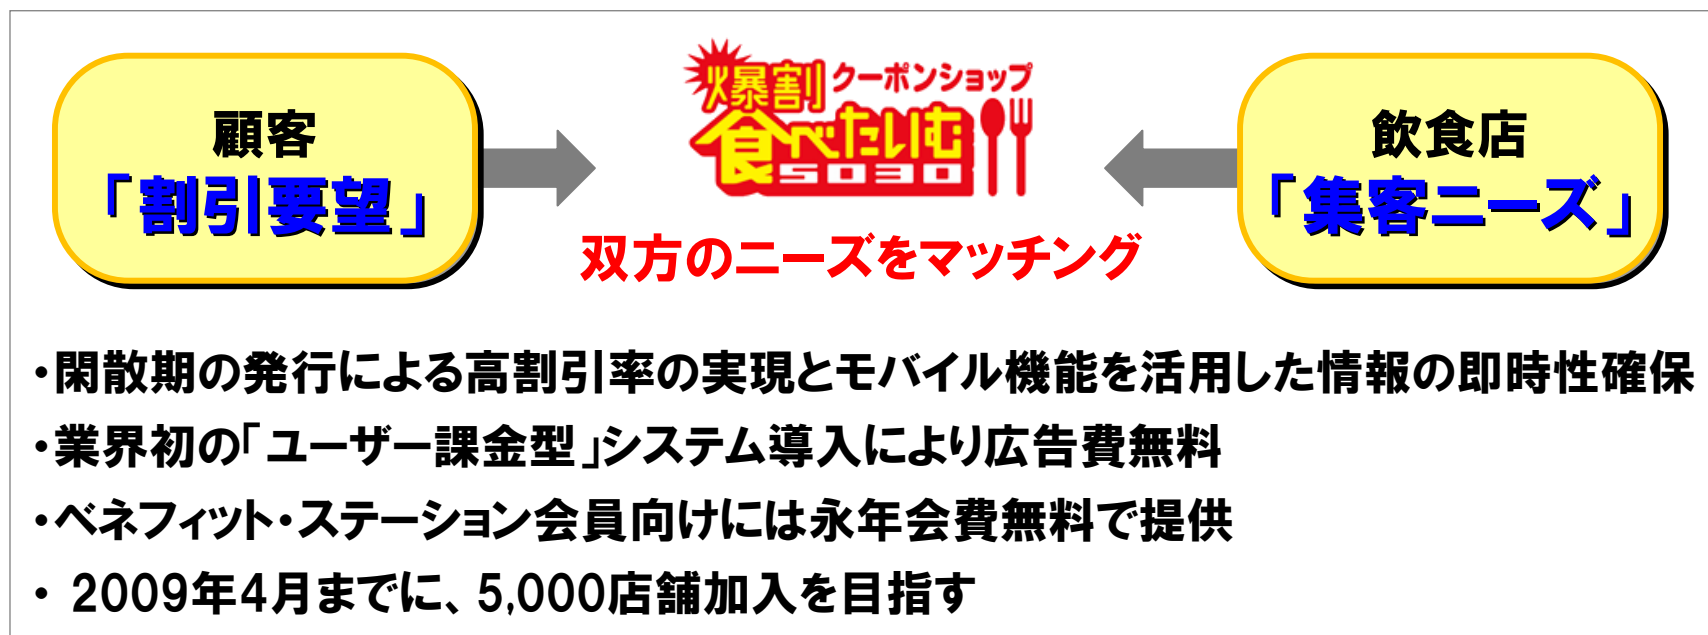 顧客
「割引要望」
爆割クーポンショップ
食べたいむ
5030
双方のニーズをマッチング
飲食店
「集客ニーズ」
・閑散期の発行による高割引率の実現とモバイル機能を活用した情報の即時性確保
・業界初の「ユーザー課金型」システム導入により広告費無料
・ベネフィット・ステーション会員向けには永年会費無料で提供
・ 2009年4月までに、5,000店舗加入を目指す